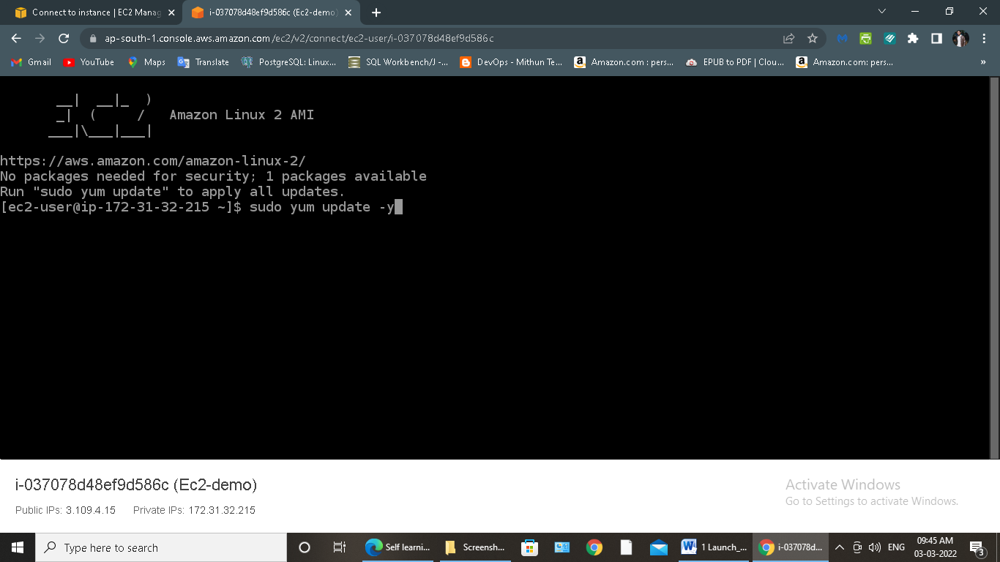 Connect to instance | EC2 Manag
i-037078d48ef9d586c (Ec2-demo)
ap-south-1.console.aws.amazon.com/ec2/v2/connect/ec2-user/i-037078d48ef9d586c
Gmail YouTube Maps Translate PostgreSQL: Linux... SQL Workbench/J -... DevOps - Mithun Te... Amazon.com : pers... EPUB to PDF | Clou... Amazon.com: pers... »
__|  __|_  )
_|  (     /   Amazon Linux 2 AMI
___|\___|___|
https://aws.amazon.com/amazon-linux-2/
No packages needed for security; 1 packages available
Run "sudo yum update" to apply all updates.
[ec2-user@ip-172-31-32-215 ~]$ sudo yum update -y
i-037078d48ef9d586c (Ec2-demo)
Public IPs: 3.109.4.15 Private IPs: 172.31.32.215
Activate Windows
Go to Settings to activate Windows.
Type here to search
Self learni...
Screensh...
1 Launch_...
i-037078d...
ENG
09:45 AM
03-03-2022
3